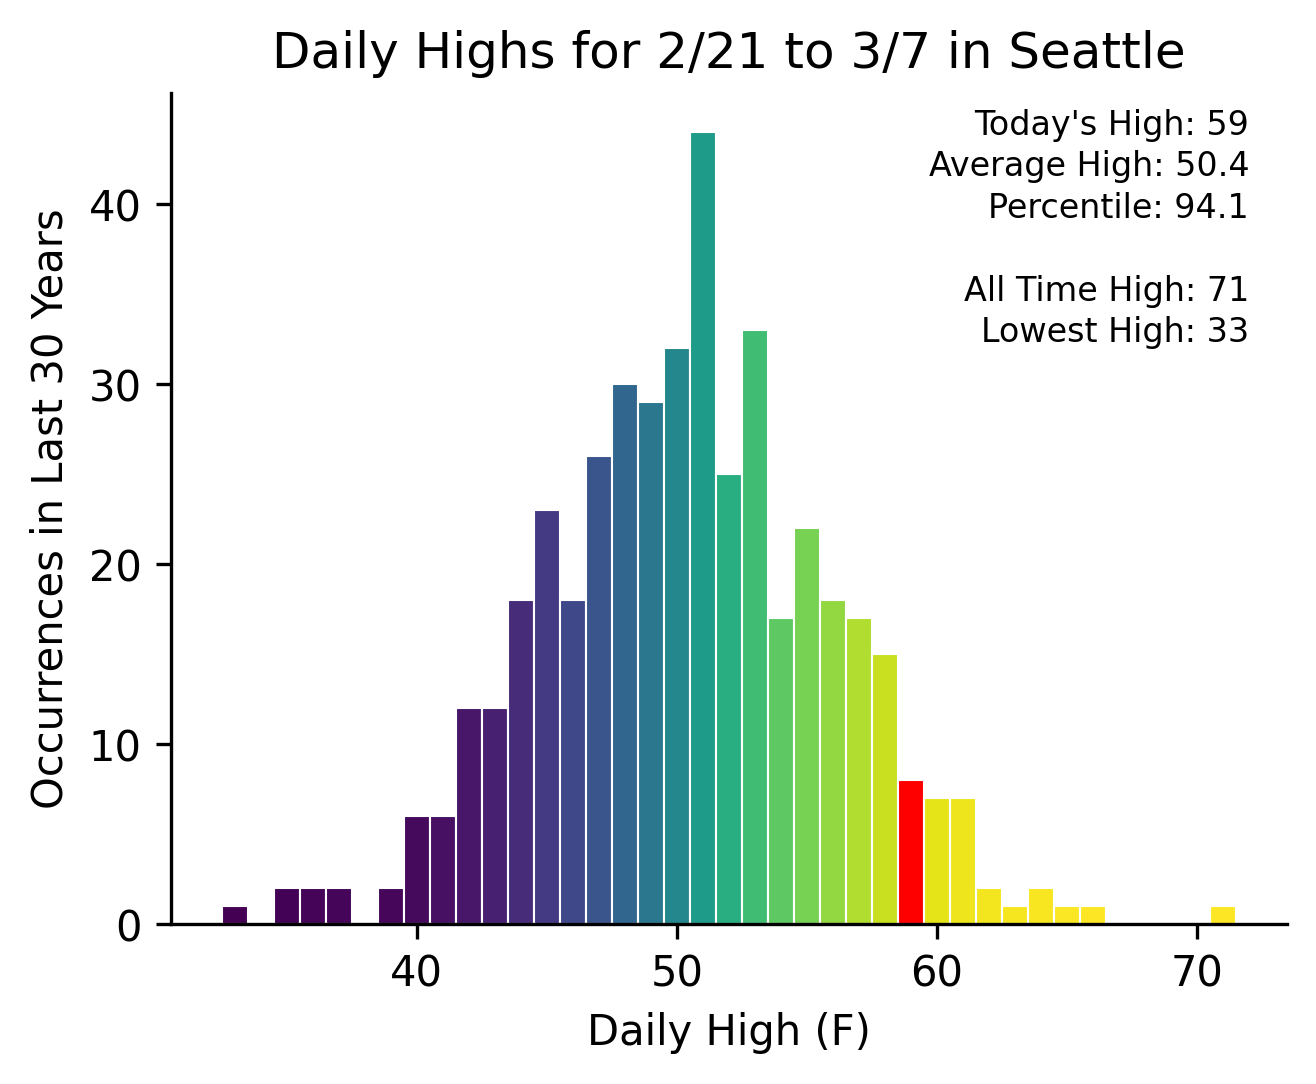 Daily Highs for 2/21 to 3/7 in Seattle
Today's High: 59
Average High: 50.4
Percentile: 94.1
All Time High: 71
Lowest High: 33
Occurrences in Last 30 Years
40
30
20
10
0
40 50 60 70
Daily High (F)